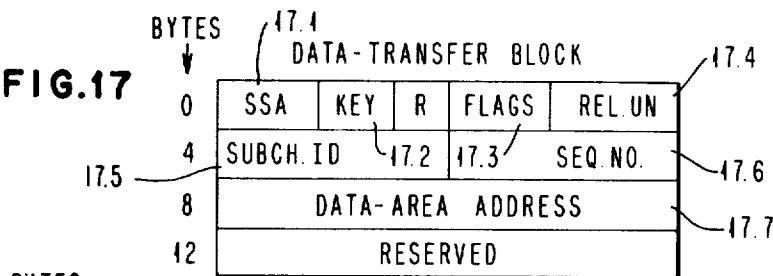 BYTES 17.1
DATA-TRANSFER BLOCK 17.4
FIG.17
0 SSA KEY R FLAGS REL.UN
4 SUBCH.ID 17.2 17.3 SEQ.NO. 17.6
17.5
8 DATA-AREA ADDRESS 17.7
12 RESERVED